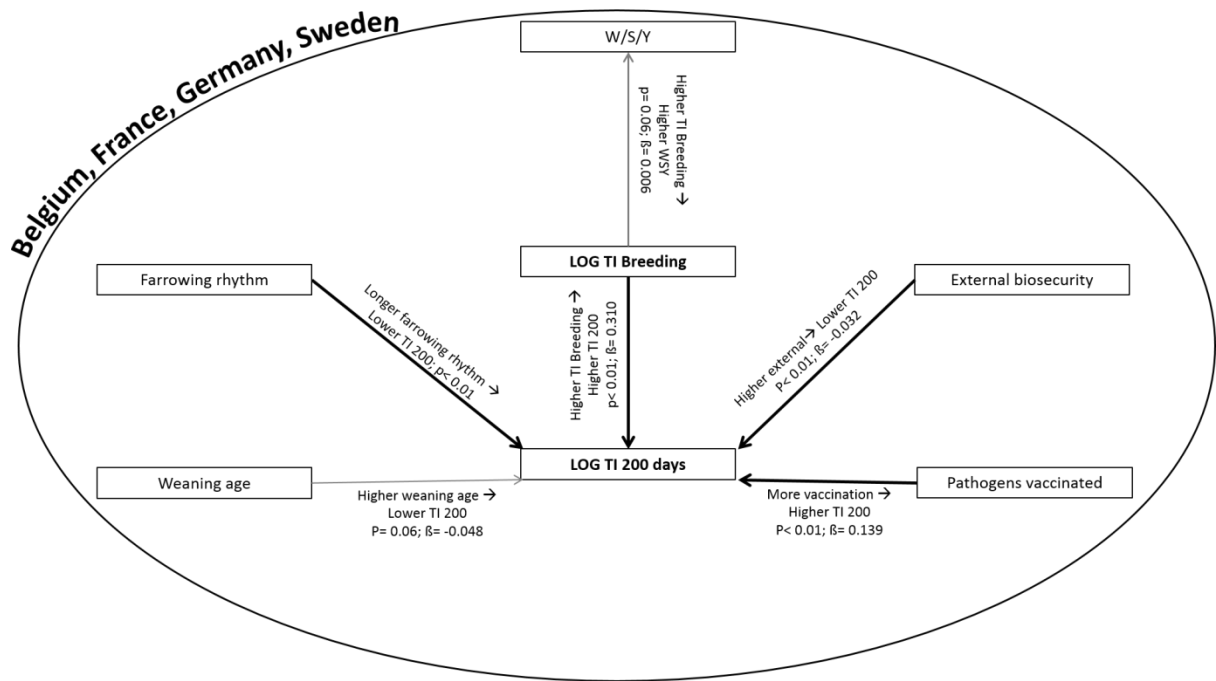 Belgium, France, Germany, Sweden
W/S/Y
Higher TI Breeding →
Higher WSY
p= 0.06; ß= 0.006
LOG TI Breeding
Farrowing rhythm
External biosecurity
Longer farrowing rhythm →
Lower TI 200; p< 0.01
Higher TI Breeding →
Higher TI 200
p< 0.01; ß= 0.310
Higher external→ Lower TI 200
P< 0.01; ß= -0.032
LOG TI 200 days
Weaning age
Higher weaning age →
Lower TI 200
P= 0.06; ß= -0.048
More vaccination →
Higher TI 200
P< 0.01; ß= 0.139
Pathogens vaccinated